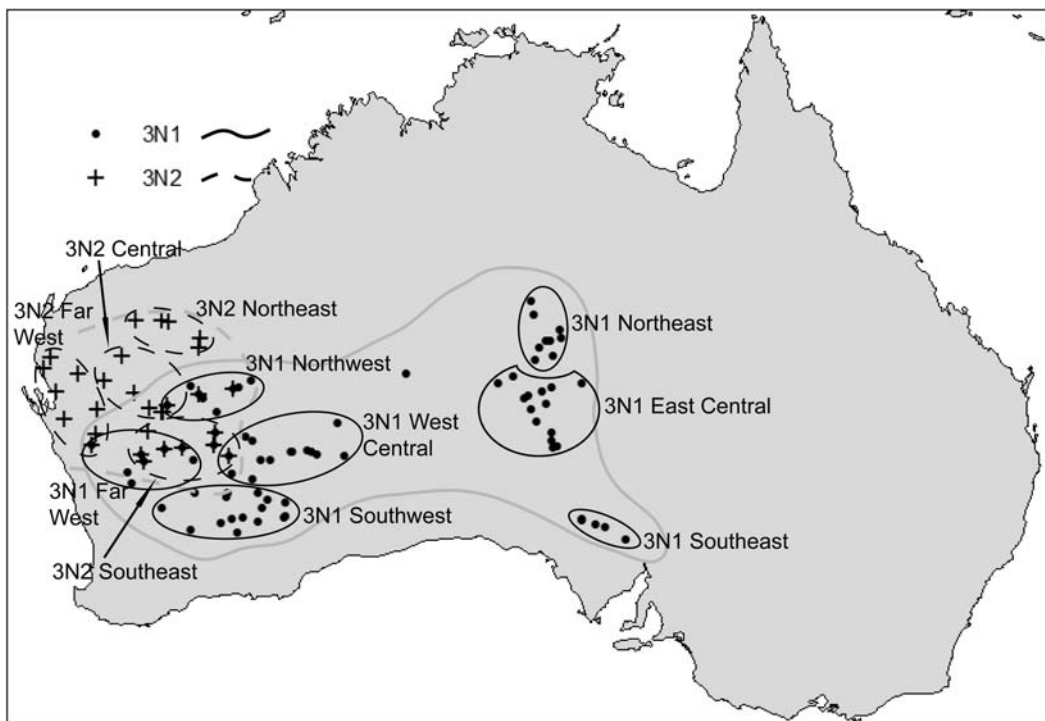 3N1
3N2
3N2 Central
3N2 Far
West
3N2 Northeast
3N1 Northwest
3N1 Northeast
3N1 West
Central
3N1 East Central
3N1 Far
West
3N1 Southwest
3N1 Southeast
3N2 Southeast